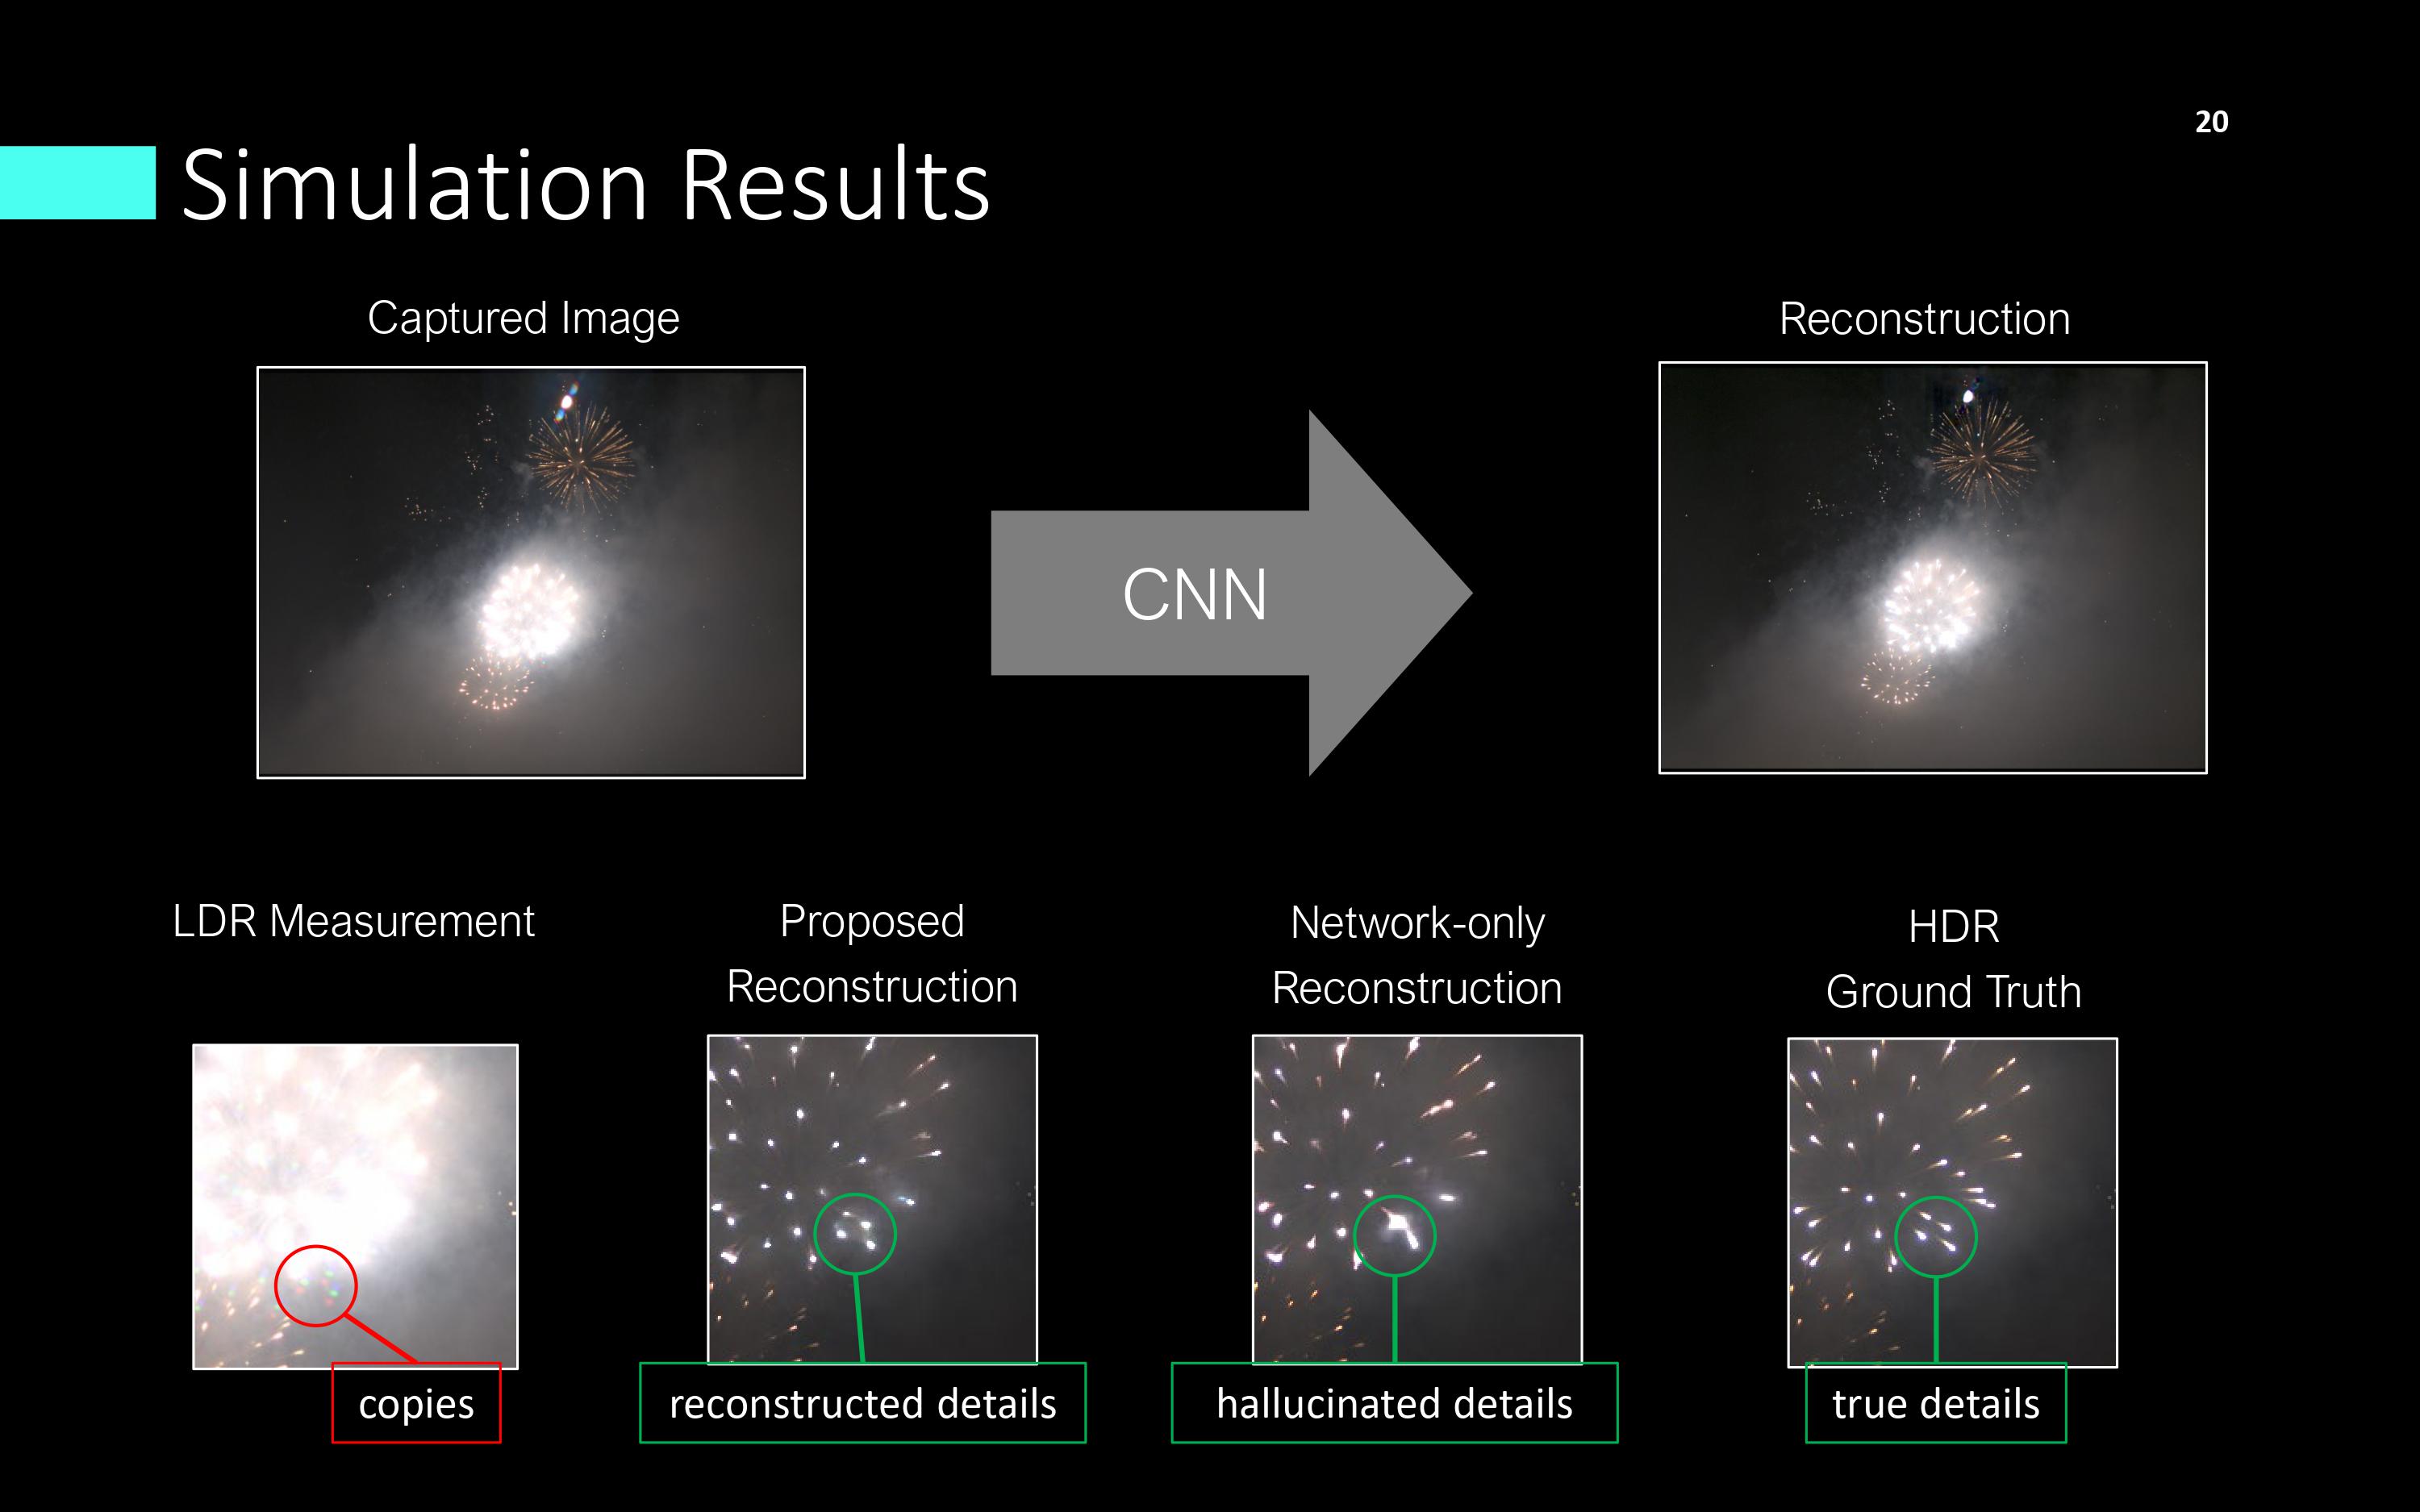 20
Simulation Results
Captured Image
Reconstruction
CNN
LDR Measurement
Proposed
Reconstruction
Network-only
Reconstruction
HDR
Ground Truth
copies
reconstructed details
hallucinated details
true details